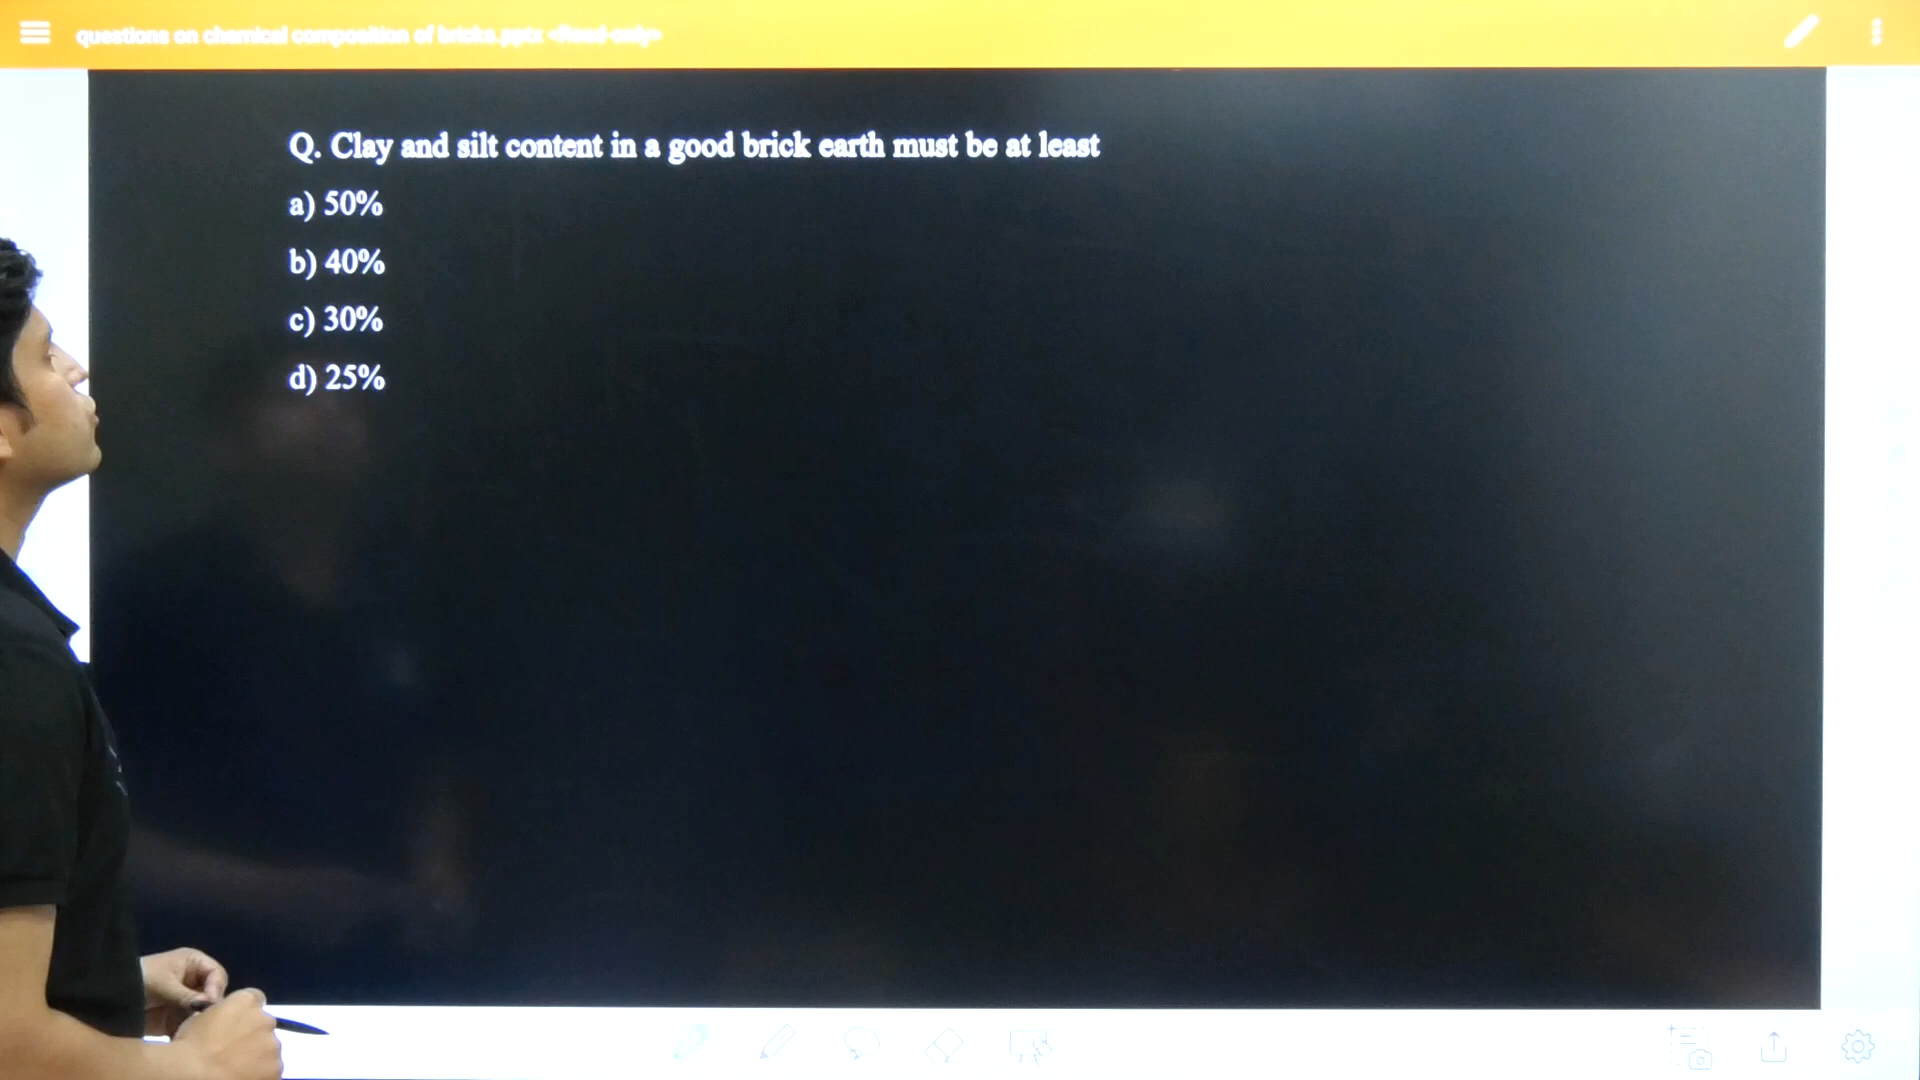 questions on chemical composition of bricks.pptx <Read-only>
Q. Clay and silt content in a good brick earth must be at least
a) 50%
b) 40%
c) 30%
d) 25%